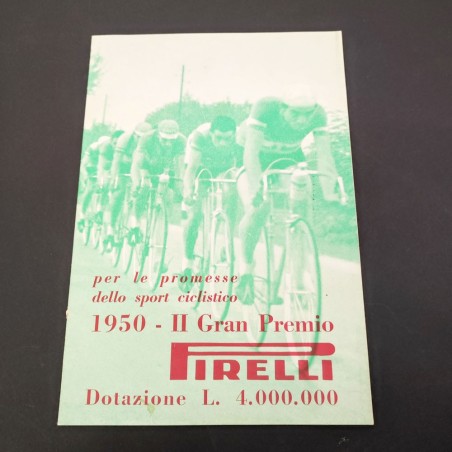 per le promesse
dello sport ciclistico
1950 - II Gran Premio
PIRELLI
Dotazione L. 4.000.000